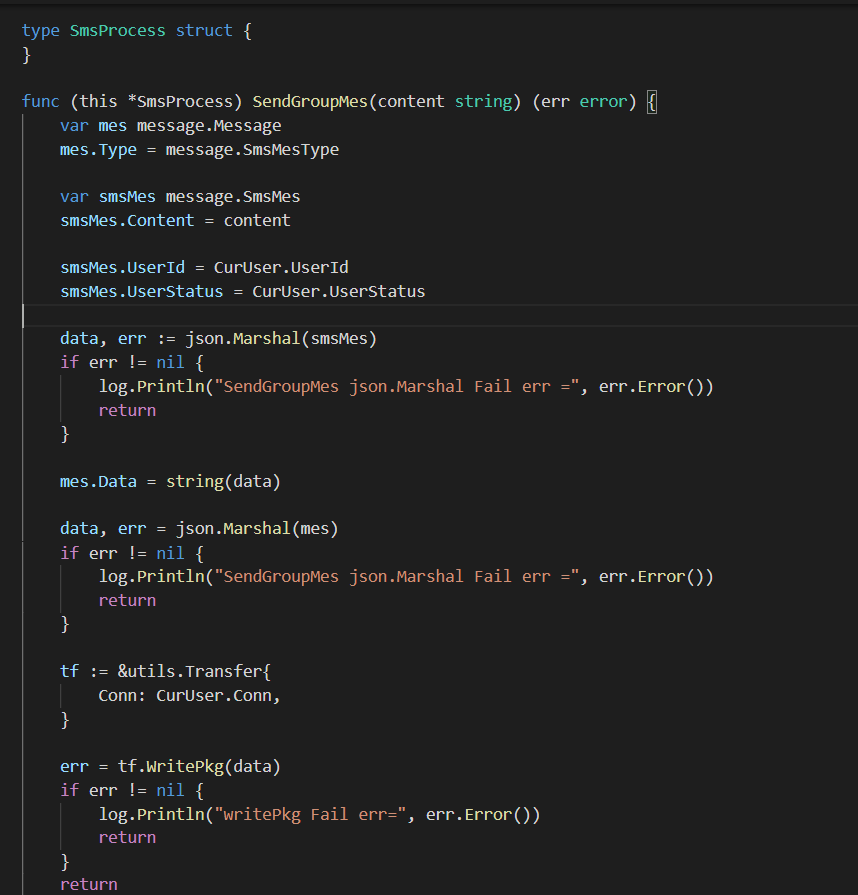 type SmsProcess struct {
}
func (this *SmsProcess) SendGroupMes(content string) (err error) {
    var mes message.Message
    mes.Type = message.SmsMesType
    var smsMes message.SmsMes
    smsMes.Content = content
    smsMes.UserId = CurUser.UserId
    smsMes.UserStatus = CurUser.UserStatus
    data, err := json.Marshal(smsMes)
    if err != nil {
        log.Println("SendGroupMes json.Marshal Fail err =", err.Error())
        return
    }
    mes.Data = string(data)
    data, err = json.Marshal(mes)
    if err != nil {
        log.Println("SendGroupMes json.Marshal Fail err =", err.Error())
        return
    }
    tf := &utils.Transfer{
        Conn: CurUser.Conn,
    }
    err = tf.WritePkg(data)
    if err != nil {
        log.Println("writePkg Fail err=", err.Error())
        return
    }
    return